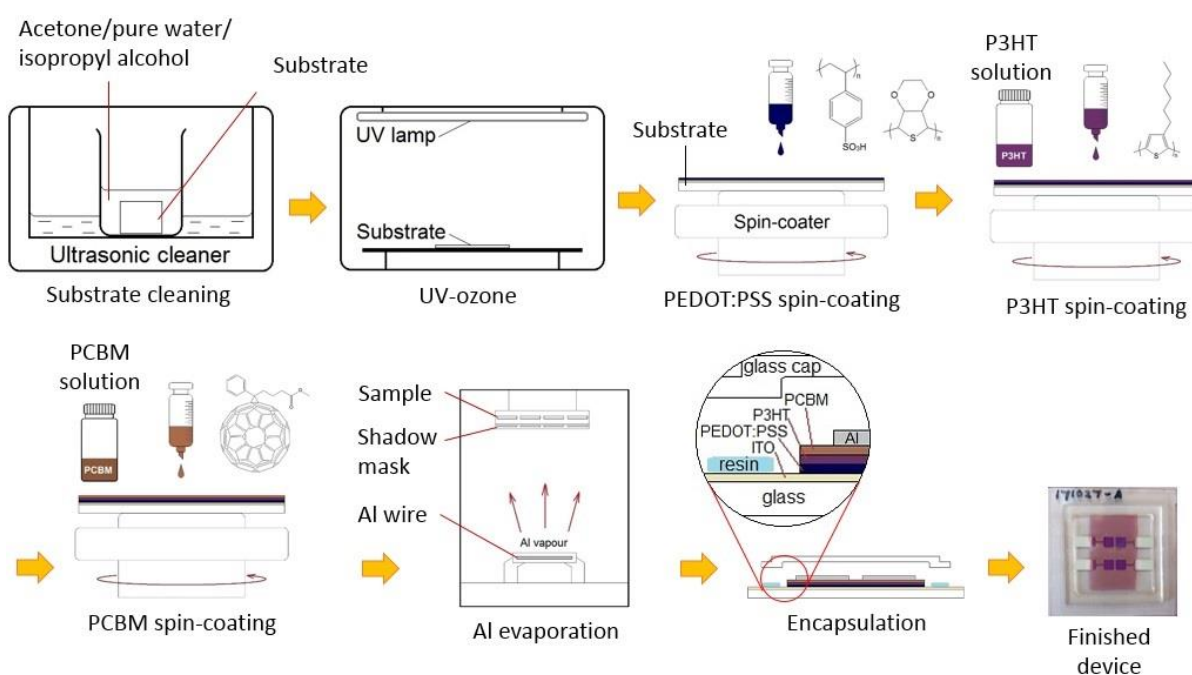 Acetone/pure water/
isopropyl alcohol
Substrate
Ultrasonic cleaner
Substrate cleaning
UV lamp
Substrate
UV-ozone
Substrate
n
SO₃H
O
O
S
n
Spin-coater
PEDOT:PSS spin-coating
P3HT
solution
P3HT
S
n
P3HT spin-coating
PCBM
solution
PCBM
O
O
PCBM spin-coating
Sample
Shadow
mask
Al wire
Al vapour
Al evaporation
glass cap
PCBM
P3HT
PEDOT:PSS
ITO
Al
resin
glass
Encapsulation
Finished
device